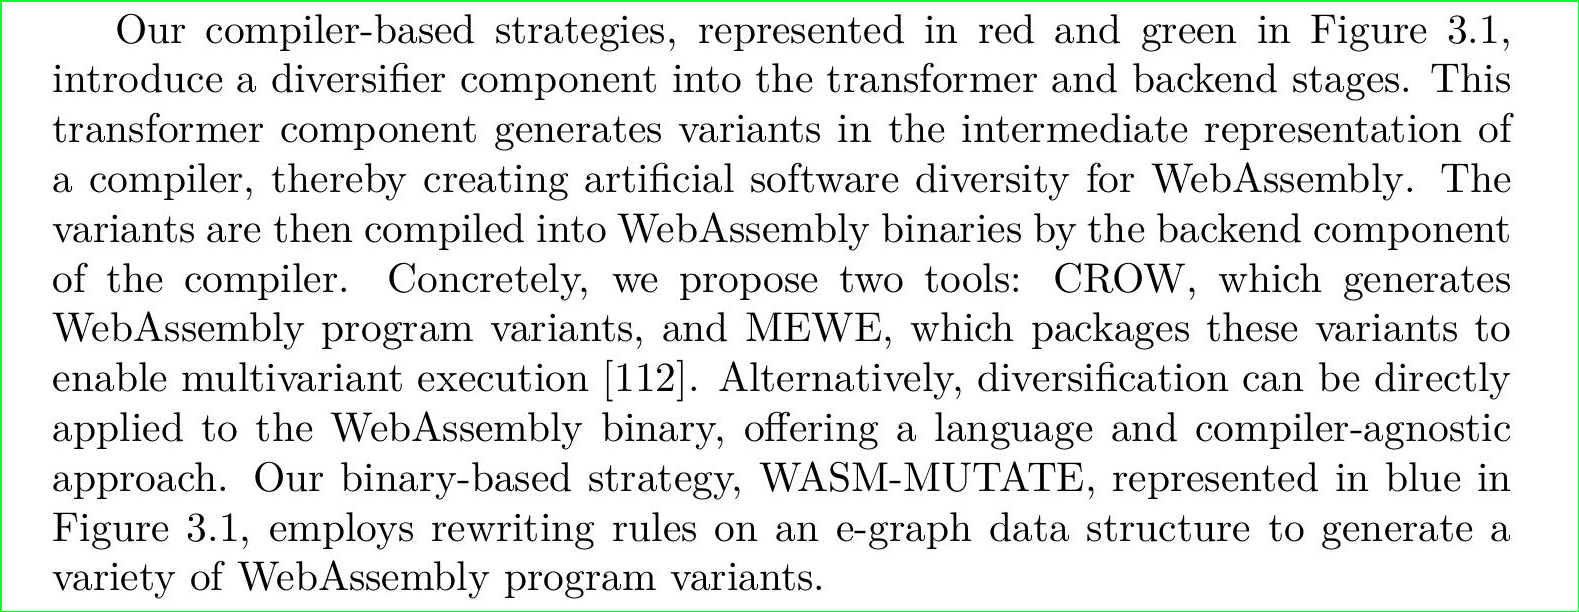 Our compiler-based strategies, represented in red and green in Figure 3.1,
introduce a diversifier component into the transformer and backend stages. This
transformer component generates variants in the intermediate representation of
a compiler, thereby creating artificial software diversity for WebAssembly. The
variants are then compiled into WebAssembly binaries by the backend component
of the compiler. Concretely, we propose two tools: CROW, which generates
WebAssembly program variants, and MEWE, which packages these variants to
enable multivariant execution [112]. Alternatively, diversification can be directly
applied to the WebAssembly binary, offering a language and compiler-agnostic
approach. Our binary-based strategy, WASM-MUTATE, represented in blue in
Figure 3.1, employs rewriting rules on an e-graph data structure to generate a
variety of WebAssembly program variants.